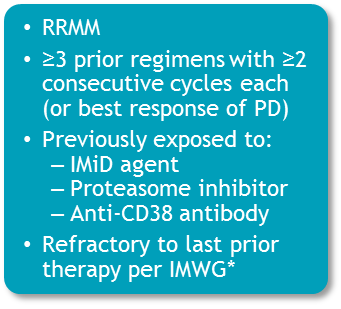 • RRMM
• ≥3 prior regimens with ≥2
consecutive cycles each
(or best response of PD)
• Previously exposed to:
– IMiD agent
– Proteasome inhibitor
– Anti-CD38 antibody
• Refractory to last prior
therapy per IMWG*